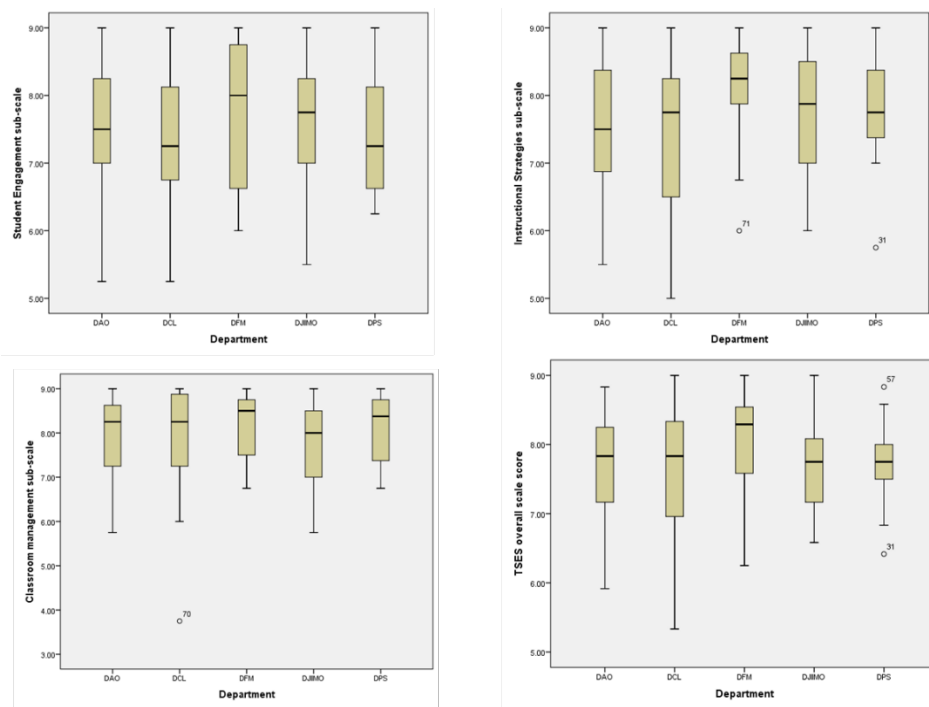 Student Engagement sub-scale
9.00
8.00
7.00
6.00
5.00
DAO DCL DFM DJIMO DPS
Department
Instructional Strategies sub-scale
9.00
8.00
7.00
6.00
5.00
71
31
DAO DCL DFM DJIMO DPS
Department
Classroom management sub-scale
9.00
8.00
7.00
6.00
5.00
4.00
3.00
70
DAO DCL DFM DJIMO DPS
Department
TSES overall scale score
9.00
8.00
7.00
6.00
5.00
57
31
DAO DCL DFM DJIMO DPS
Department